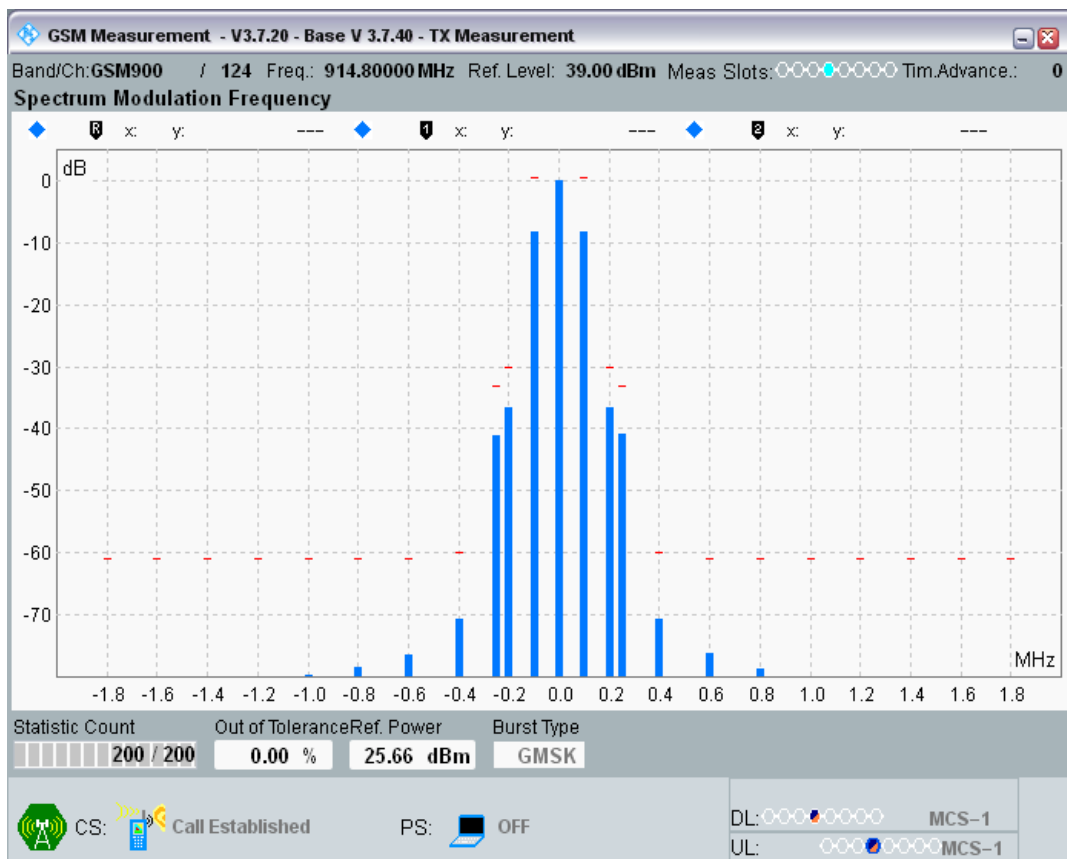 GSM Measurement - V3.7.20 - Base V 3.7.40 - TX Measurement
Band/Ch:GSM900 / 124 Freq.: 914.80000 MHz Ref. Level: 39.00 dBm Meas Slots: Tim.Advance.: 0
Spectrum Modulation Frequency
R x: y: --- 1 x: y: --- 2 x: y: ---
dB
0
-10
-20
-30
-40
-50
-60
-70
MHz
-1.8 -1.6 -1.4 -1.2 -1.0 -0.8 -0.6 -0.4 -0.2 0.0 0.2 0.4 0.6 0.8 1.0 1.2 1.4 1.6 1.8
Statistic Count Out of Tolerance Ref. Power Burst Type
200 / 200 0.00 % 25.66 dBm GMSK
CS: Call Established PS: OFF
DL: MCS-1
UL: MCS-1